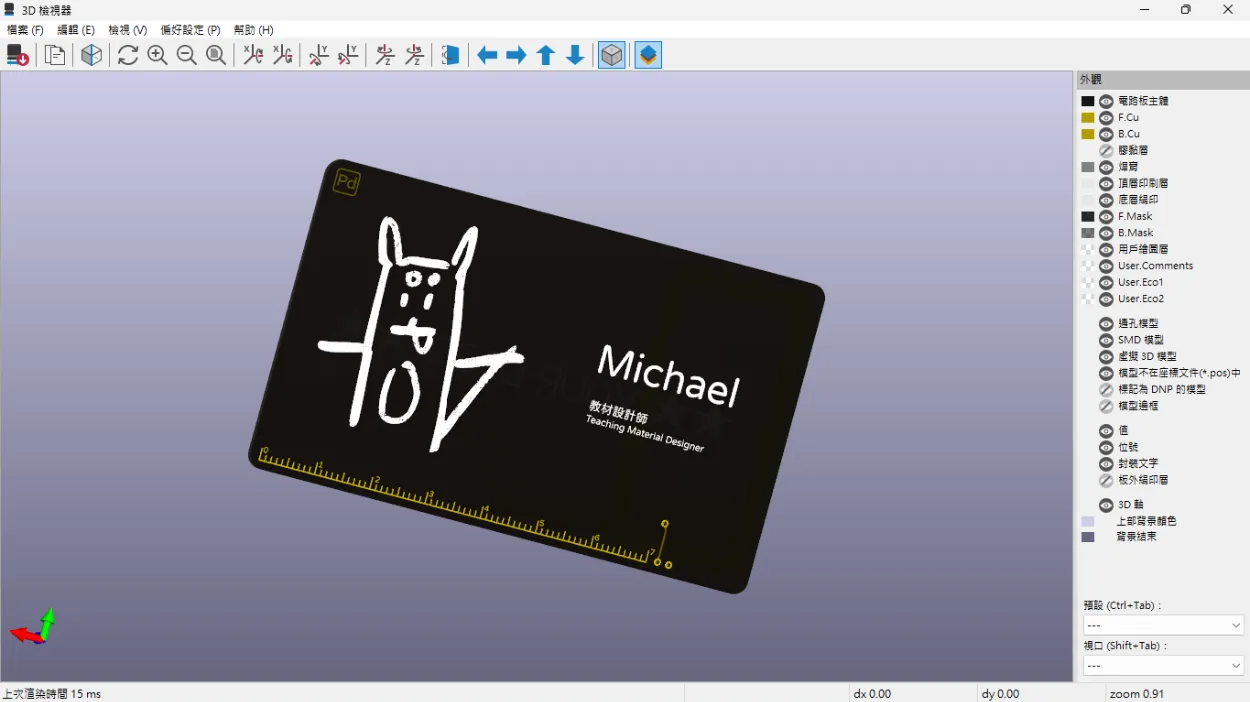 3D 檢視器
檔案 (F) 編輯 (E) 檢視 (V) 偏好設定 (P) 幫助 (H)
外觀
電路板主體
F.Cu
B.Cu
膠黏層
焊膏
頂層印刷層
底層絲印
F.Mask
B.Mask
用戶繪圖層
User.Comments
User.Eco1
User.Eco2
通孔模型
SMD 模型
虛擬 3D 模型
模型不在座標文件(*.pos)中
標記為 DNP 的模型
模型邊框
值
位號
封裝文字
板外絲印層
3D 軸
上部背景顏色
背景結束
預設 (Ctrl+Tab) :
---
視口 (Shift+Tab) :
---
Pd
Michael
教材設計師
Teaching Material Designer
0 1 2 3 4 5 6 7
上次渲染時間 15 ms
dx 0.00
dy 0.00
zoom 0.91